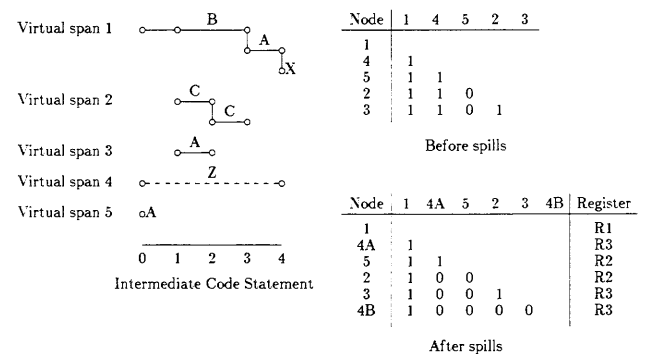 Virtual span 1
B
A
X
Virtual span 2
C
C
Virtual span 3
A
Virtual span 4
Z
Virtual span 5
A
0 1 2 3 4
Intermediate Code Statement
Node 1 4 5 2 3
1
4 1
5 1 1
2 1 1 0
3 1 1 0 1
Before spills
Node 1 4A 5 2 3 4B Register
1 R1
4A 1 R3
5 1 1 R2
2 1 0 0 R2
3 1 0 0 1 R3
4B 1 0 0 0 0 R3
After spills